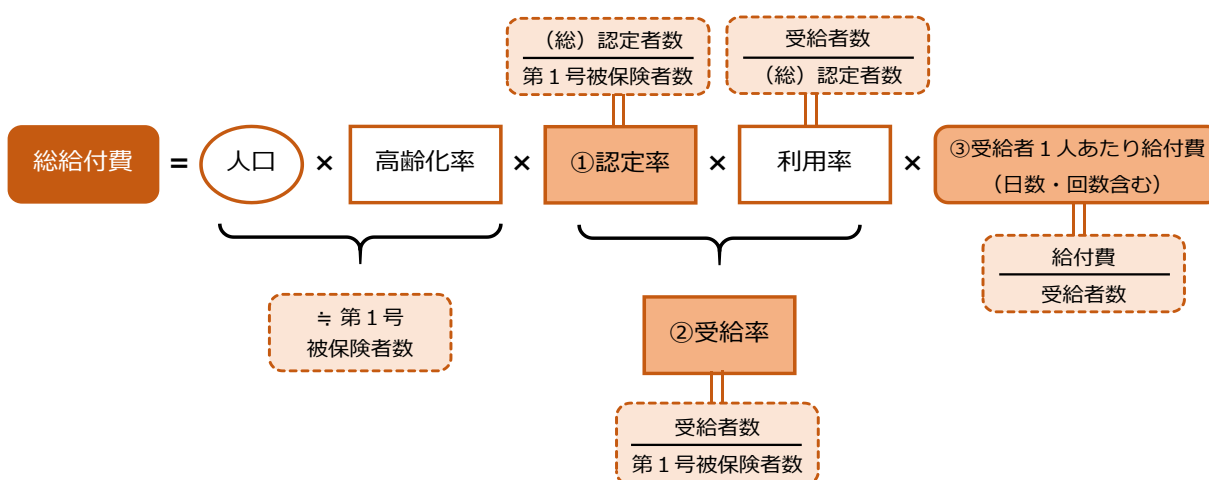 （総）認定者数
第１号被保険者数
受給者数
（総）認定者数
総給付費
=
人口
×
高齢化率
×
①認定率
×
利用率
×
③受給者１人あたり給付費
（日数・回数含む）
給付費
受給者数
≒ 第１号
被保険者数
②受給率
受給者数
第１号被保険者数